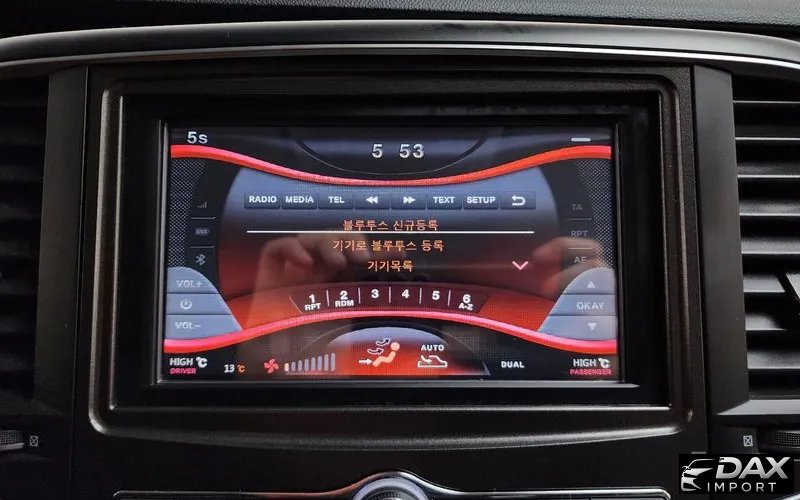 5s
5 53
RADIO MEDIA TEL TEXT SETUP
블루투스 신규등록
기기로 블루투스 등록
기기목록
TA
RPT
AF
VOL+
VOL-
OKAY
1 2 3 4 5 6
RPT RDM A-Z
HIGH °C
DRIVER
13 °C
AUTO
DUAL
HIGH °C
PASSENGER
DAX
IMPORT